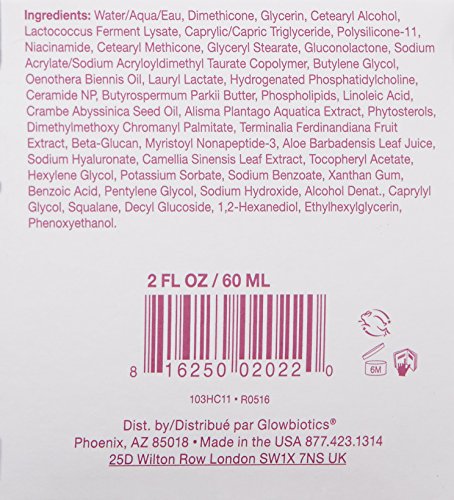 Ingredients: Water/Aqua/Eau, Dimethicone, Glycerin, Cetearyl Alcohol,
Lactococcus Ferment Lysate, Caprylic/Capric Triglyceride, Polysilicone-11,
Niacinamide, Cetearyl Methicone, Glyceryl Stearate, Gluconolactone, Sodium
Acrylate/Sodium Acryloyldimethyl Taurate Copolymer, Butylene Glycol,
Oenothera Biennis Oil, Lauryl Lactate, Hydrogenated Phosphatidylcholine,
Ceramide NP, Butyrospermum Parkii Butter, Phospholipids, Linoleic Acid,
Crambe Abyssinica Seed Oil, Alisma Plantago Aquatica Extract, Phytosterols,
Dimethylmethoxy Chromanyl Palmitate, Terminalia Ferdinandiana Fruit
Extract, Beta-Glucan, Myristoyl Nonapeptide-3, Aloe Barbadensis Leaf Juice,
Sodium Hyaluronate, Camellia Sinensis Leaf Extract, Tocopheryl Acetate,
Hexylene Glycol, Potassium Sorbate, Sodium Benzoate, Xanthan Gum,
Benzoic Acid, Pentylene Glycol, Sodium Hydroxide, Alcohol Denat., Caprylyl
Glycol, Squalane, Decyl Glucoside, 1,2-Hexanediol, Ethylhexylglycerin,
Phenoxyethanol.
2 FL OZ / 60 ML
8 16250 02022 0
6M
103HC11 • R0516
Dist. by/Distribué par Glowbiotics®
Phoenix, AZ 85018 • Made in the USA 877.423.1314
25D Wilton Row London SW1X 7NS UK